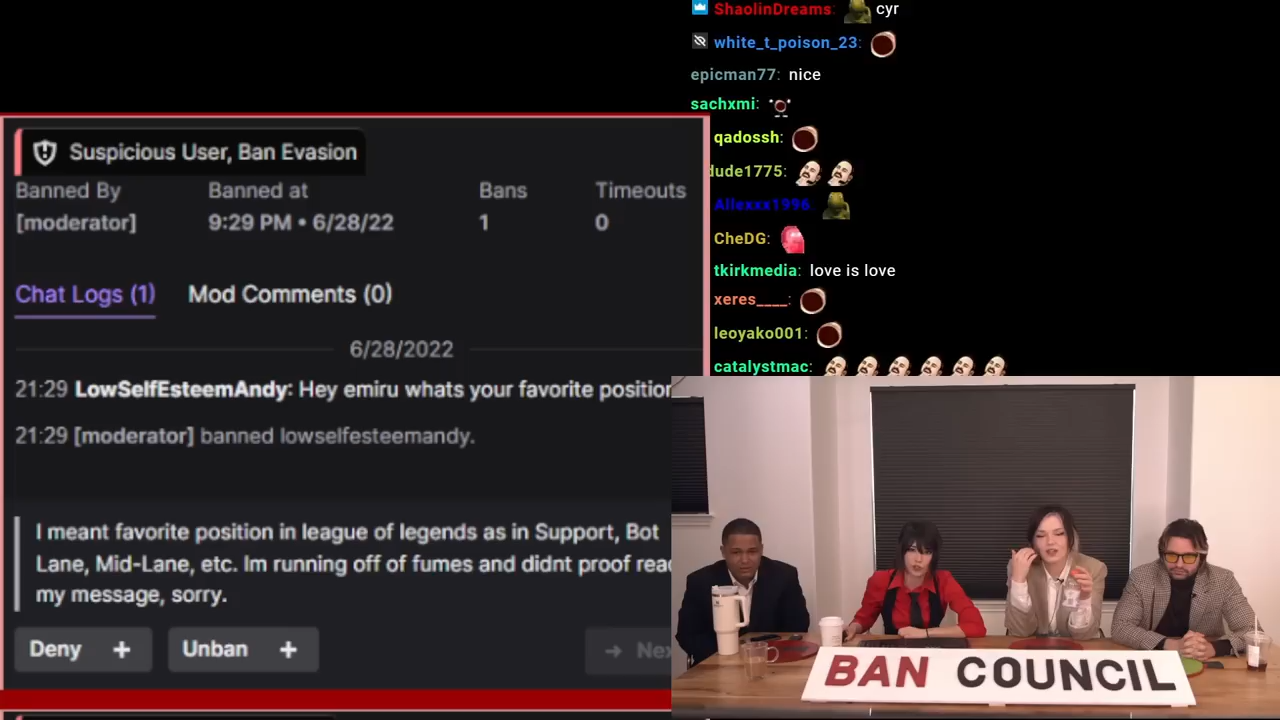 Suspicious User, Ban Evasion
Banned By Banned at Bans Timeouts
[moderator] 9:29 PM • 6/28/22 1 0
Chat Logs (1) Mod Comments (0)
6/28/2022
21:29 LowSelfEsteemAndy: Hey emiru whats your favorite position
21:29 [moderator] banned lowselfesteemandy.
I meant favorite position in league of legends as in Support, Bot
Lane, Mid-Lane, etc. Im running off of fumes and didnt proof rea
my message, sorry.
Deny +
Unban +
→ Nex
ShaolinDreams: cyr
white_t_poison_23:
epicman77: nice
sachxmi:
qadossh:
dude1775:
Allexxx1996
CheDG:
tkirkmedia: love is love
xeres____:
leoyako001:
catalystmac:
BAN COUNCIL